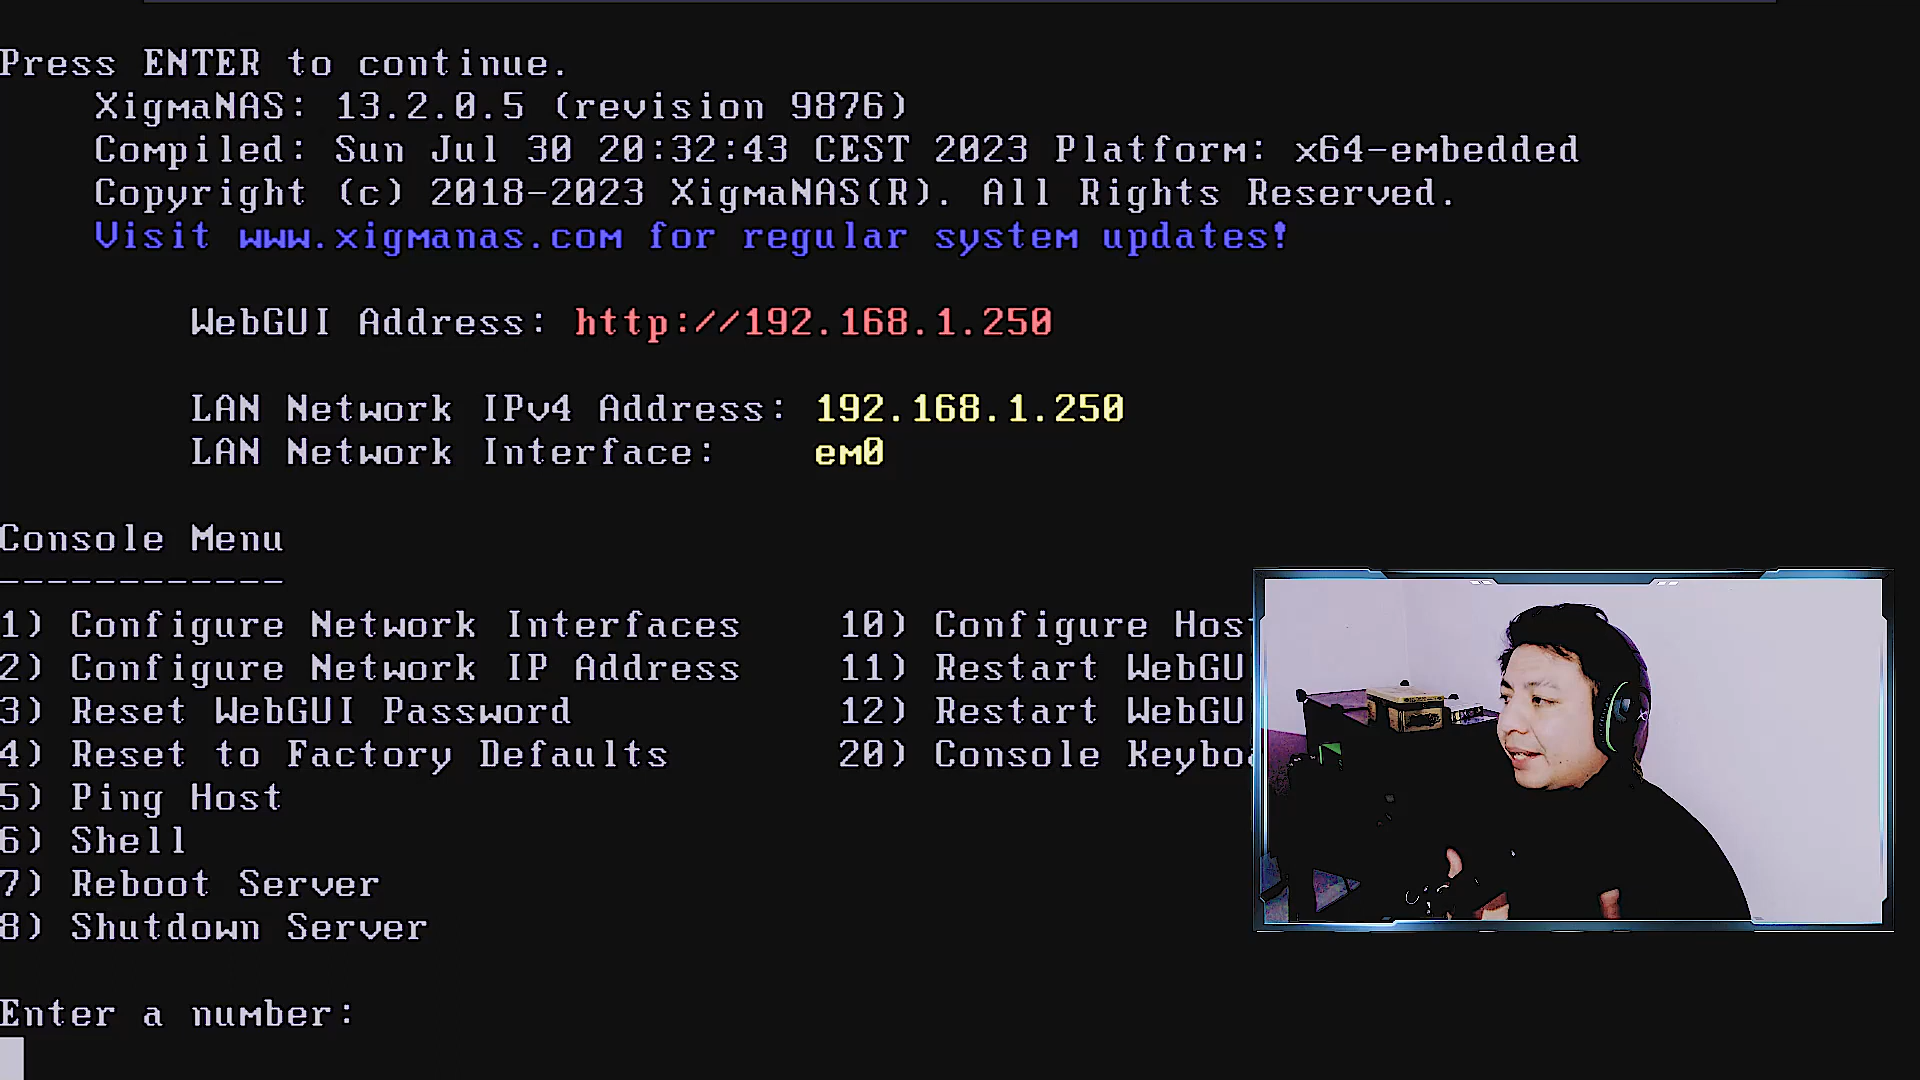 Press ENTER to continue.
XigmaNAS: 13.2.0.5 (revision 9876)
Compiled: Sun Jul 30 20:32:43 CEST 2023 Platform: x64-embedded
Copyright (c) 2018-2023 XigmaNAS(R). All Rights Reserved.
Visit www.xigmanas.com for regular system updates!
WebGUI Address: http://192.168.1.250
LAN Network IPv4 Address: 192.168.1.250
LAN Network Interface: em0
Console Menu
------------
1) Configure Network Interfaces 10) Configure Host
2) Configure Network IP Address 11) Restart WebGU
3) Reset WebGUI Password 12) Restart WebGU
4) Reset to Factory Defaults 20) Console Keyboa
5) Ping Host
6) Shell
7) Reboot Server
8) Shutdown Server
Enter a number: